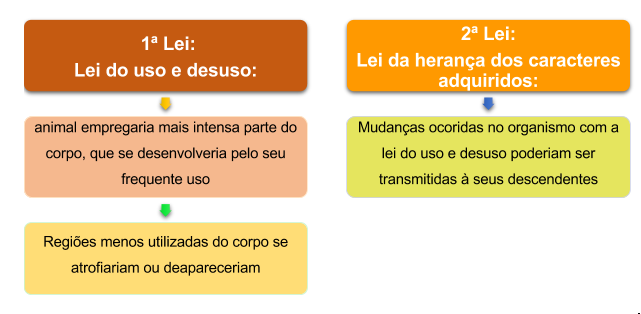 1ª Lei:
Lei do uso e desuso:
animal empregaria mais intensa parte do
corpo, que se desenvolveria pelo seu
frequente uso
Regiões menos utilizadas do corpo se
atrofiariam ou deapareceriam
2ª Lei:
Lei da herança dos caracteres
adquiridos:
Mudanças ocoridas no organismo com a
lei do uso e desuso poderiam ser
transmitidas à seus descendentes